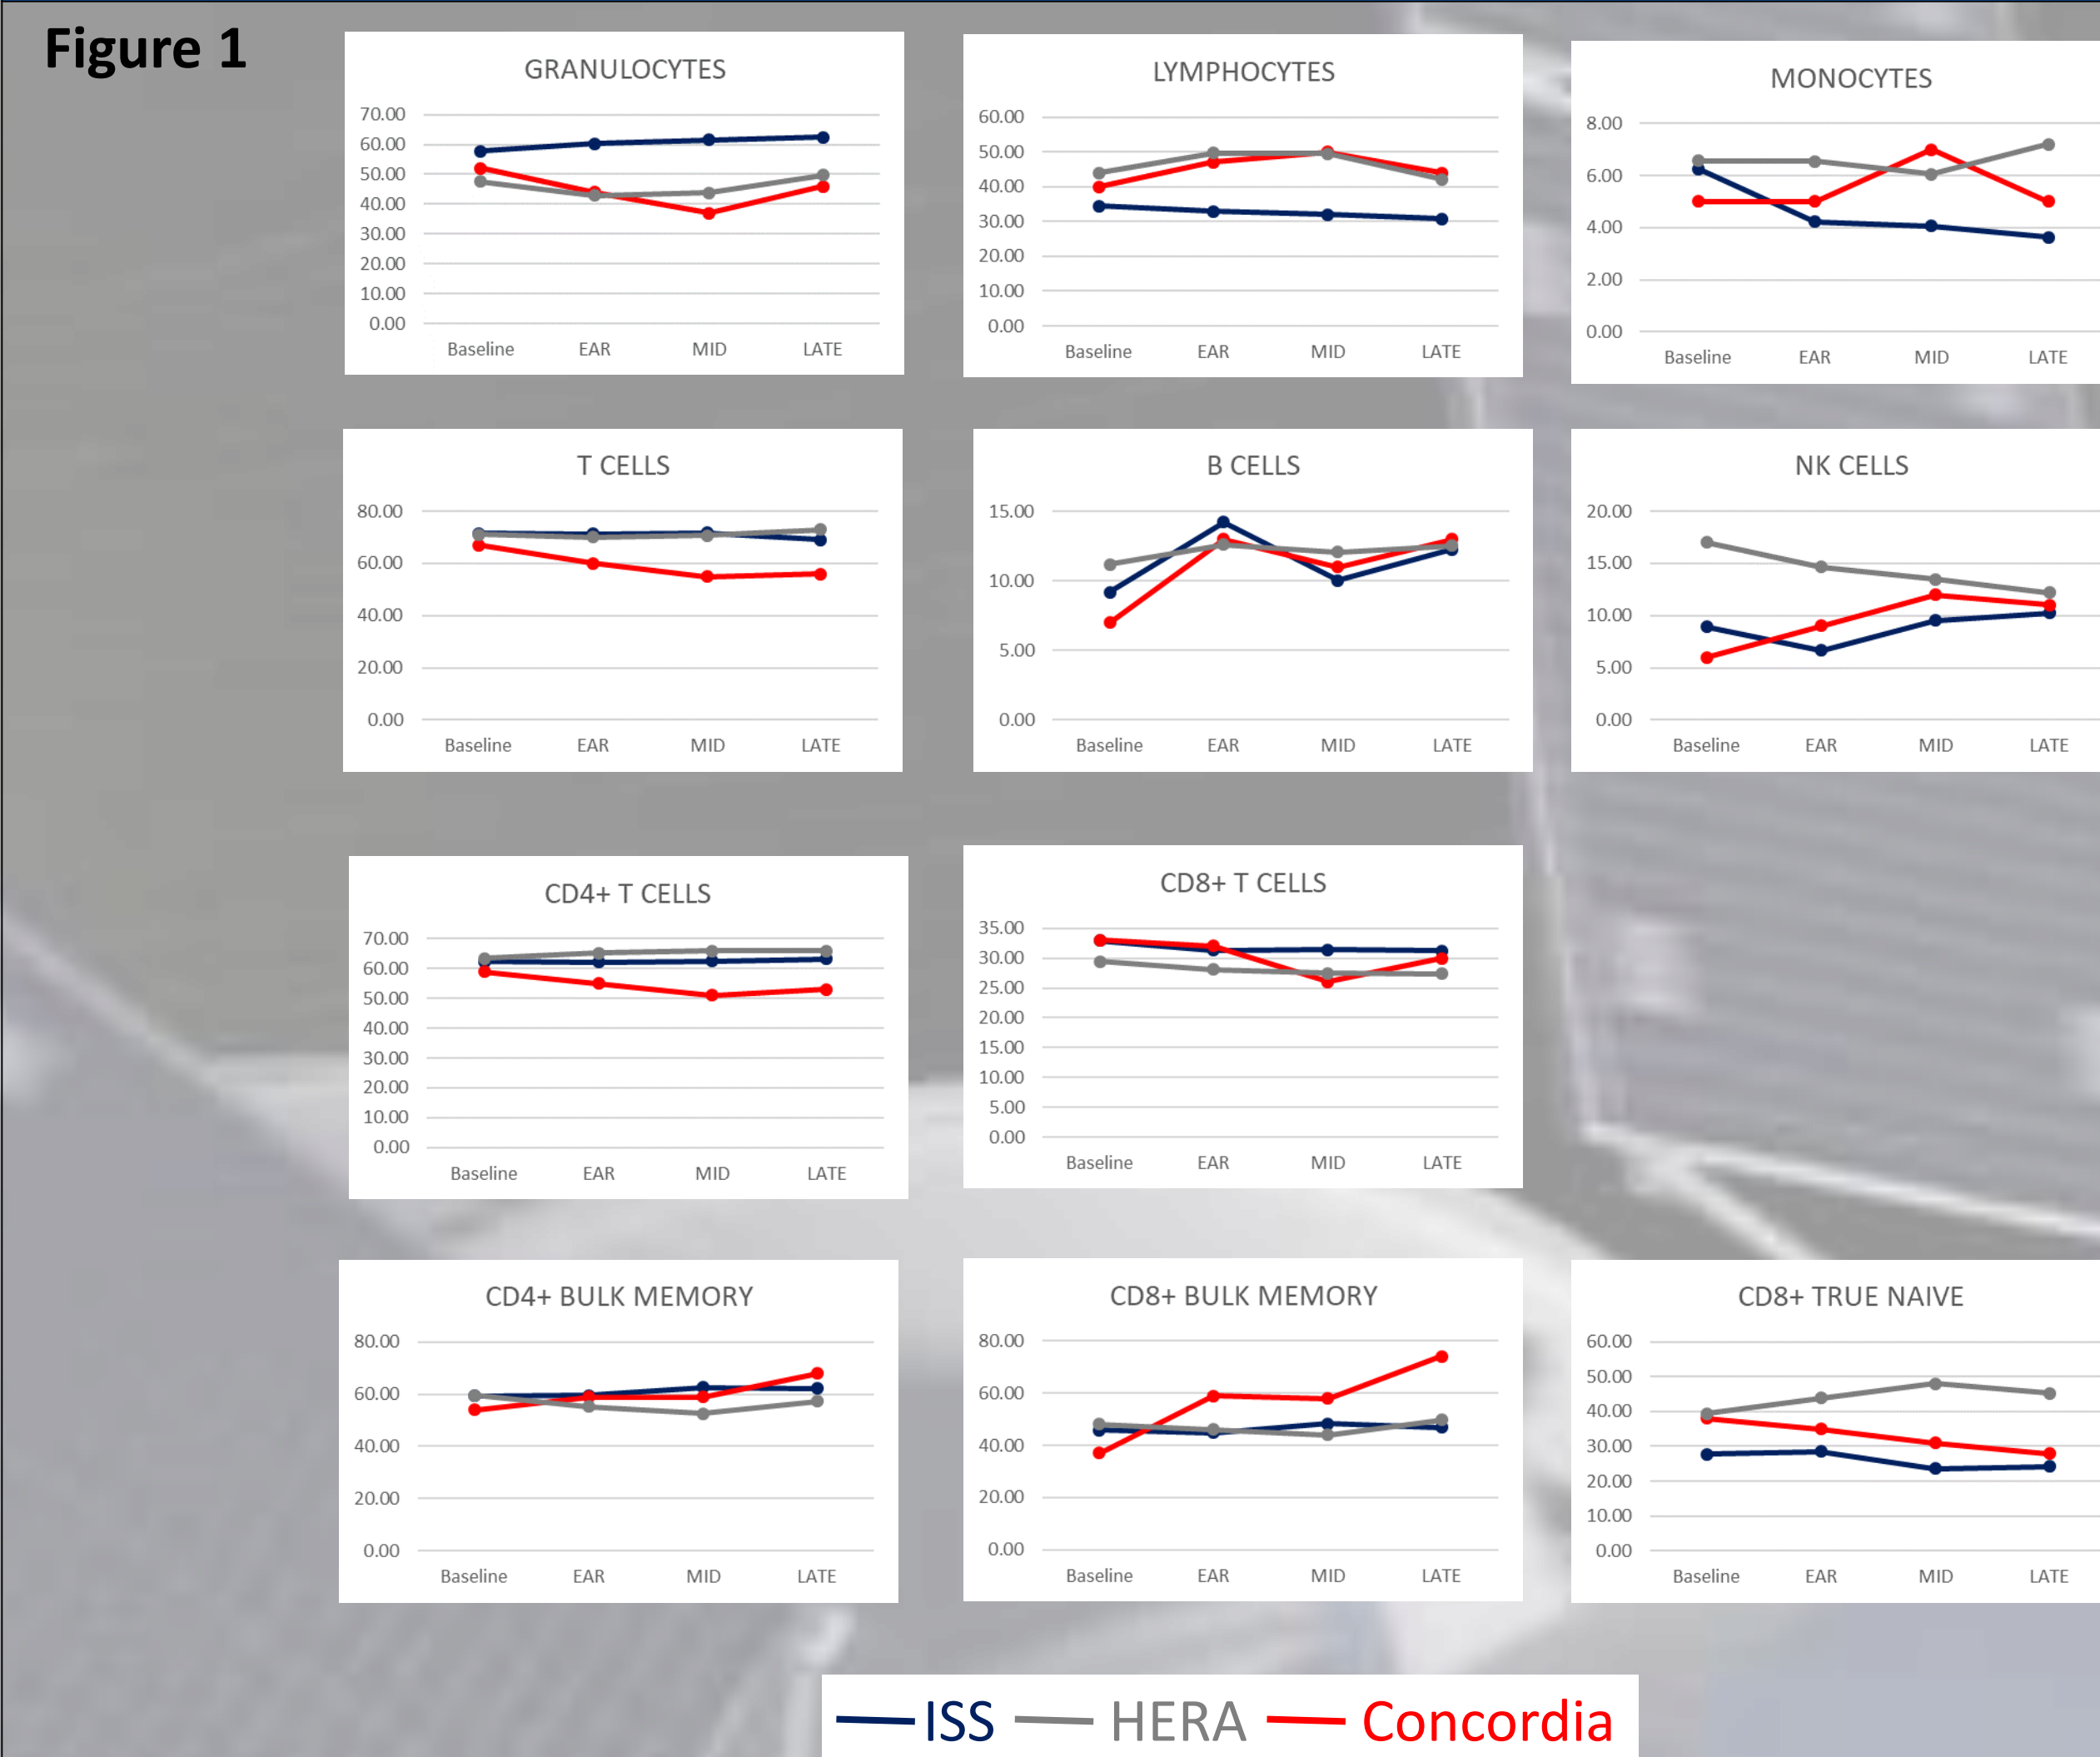 Figure 1
GRANULOCYTES
70.00
60.00
50.00
40.00
30.00
20.00
10.00
0.00
Baseline EAR MID LATE
LYMPHOCYTES
60.00
50.00
40.00
30.00
20.00
10.00
0.00
Baseline EAR MID LATE
MONOCYTES
8.00
6.00
4.00
2.00
0.00
Baseline EAR MID LATE
T CELLS
80.00
60.00
40.00
20.00
0.00
Baseline EAR MID LATE
B CELLS
15.00
10.00
5.00
0.00
Baseline EAR MID LATE
NK CELLS
20.00
15.00
10.00
5.00
0.00
Baseline EAR MID LATE
CD4+ T CELLS
70.00
60.00
50.00
40.00
30.00
20.00
10.00
0.00
Baseline EAR MID LATE
CD8+ T CELLS
35.00
30.00
25.00
20.00
15.00
10.00
5.00
0.00
Baseline EAR MID LATE
CD4+ BULK MEMORY
80.00
60.00
40.00
20.00
0.00
Baseline EAR MID LATE
CD8+ BULK MEMORY
80.00
60.00
40.00
20.00
0.00
Baseline EAR MID LATE
CD8+ TRUE NAIVE
60.00
50.00
40.00
30.00
20.00
10.00
0.00
Baseline EAR MID LATE
ISS HERA Concordia